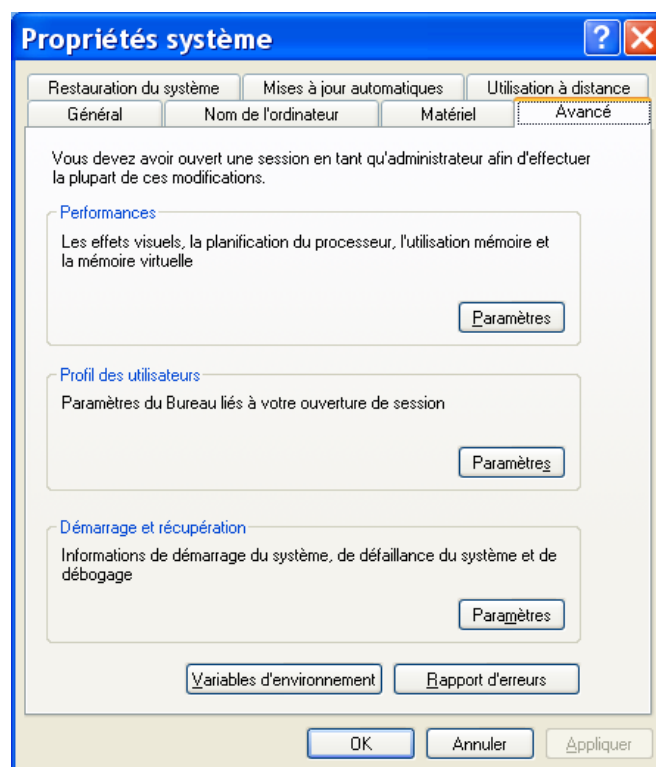 Propriétés système
Restauration du système Mises à jour automatiques Utilisation à distance
Général Nom de l'ordinateur Matériel Avancé
Vous devez avoir ouvert une session en tant qu'administrateur afin d'effectuer
la plupart de ces modifications.
Performances
Les effets visuels, la planification du processeur, l'utilisation mémoire et
la mémoire virtuelle
Paramètres
Profil des utilisateurs
Paramètres du Bureau liés à votre ouverture de session
Paramètres
Démarrage et récupération
Informations de démarrage du système, de défaillance du système et de
débogage
Paramètres
Variables d'environnement Rapport d'erreurs
OK Annuler Appliquer